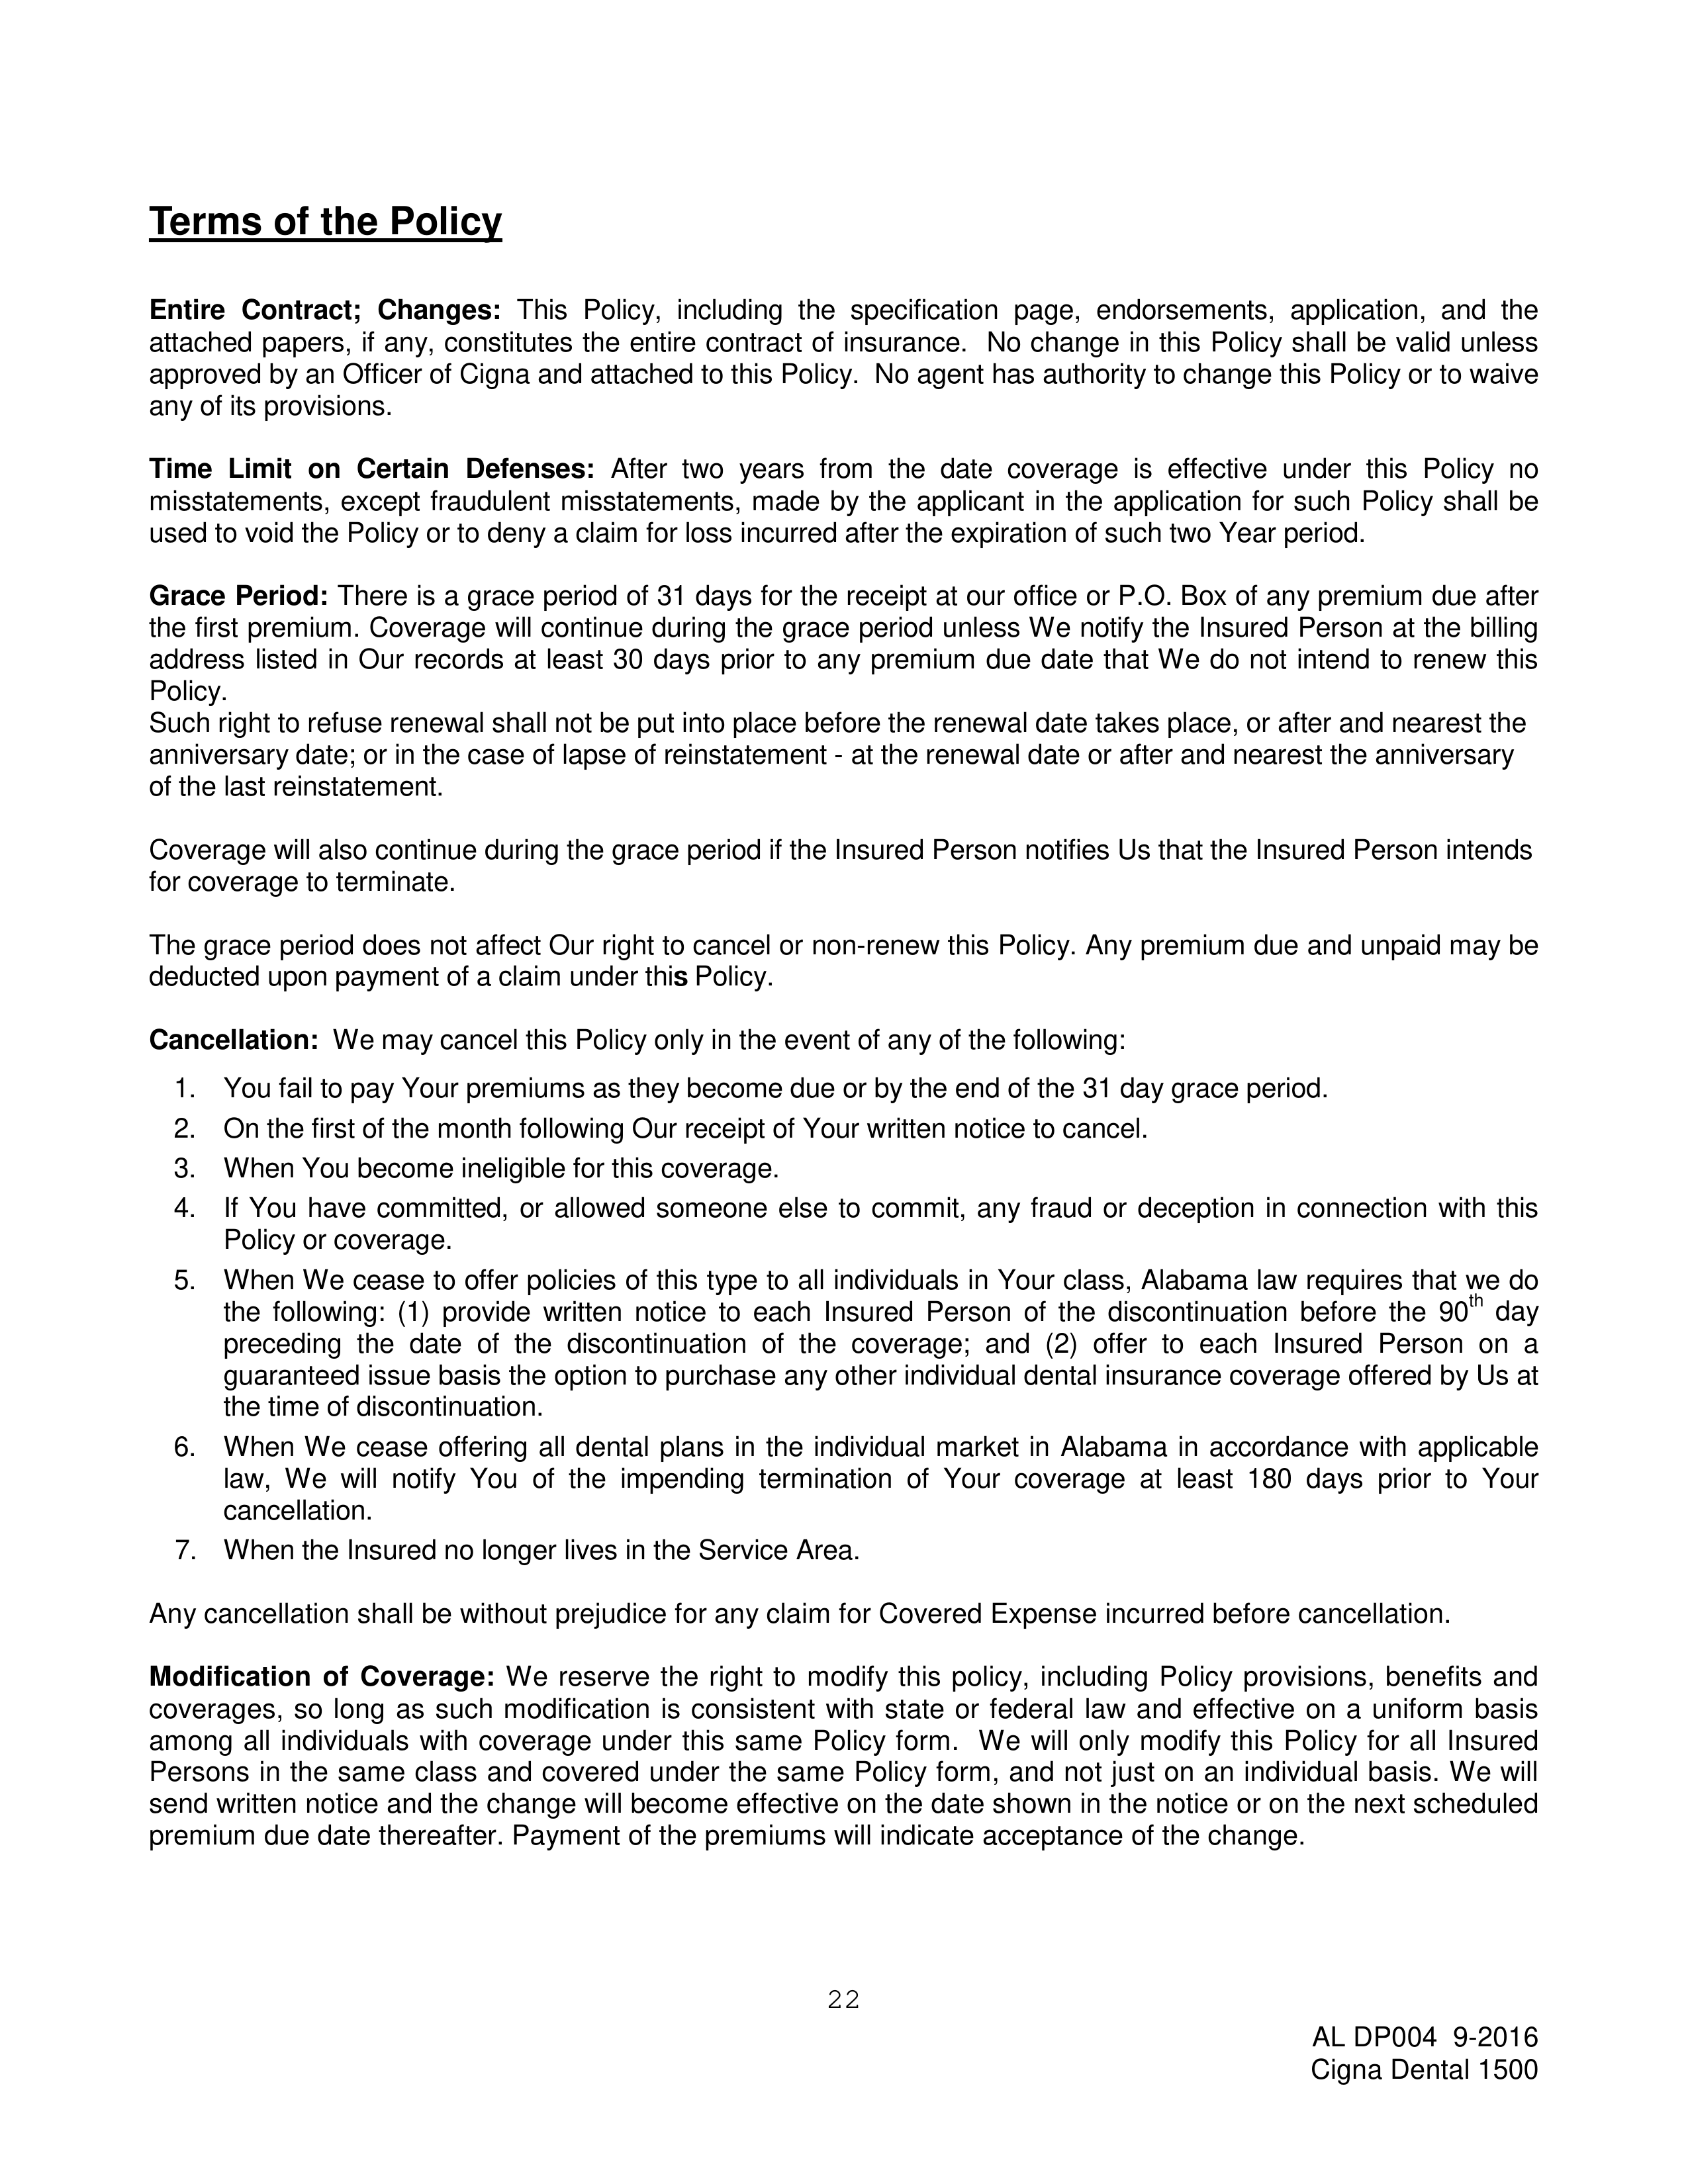 Terms of the Policy
Entire Contract; Changes: This Policy, including the specification page, endorsements, application, and the
attached papers, if any, constitutes the entire contract of insurance.  No change in this Policy shall be valid unless
approved by an Officer of Cigna and attached to this Policy.  No agent has authority to change this Policy or to waive
any of its provisions.
Time Limit on Certain Defenses: After two years from the date coverage is effective under this Policy no
misstatements, except fraudulent misstatements, made by the applicant in the application for such Policy shall be
used to void the Policy or to deny a claim for loss incurred after the expiration of such two Year period.
Grace Period: There is a grace period of 31 days for the receipt at our office or P.O. Box of any premium due after
the first premium. Coverage will continue during the grace period unless We notify the Insured Person at the billing
address listed in Our records at least 30 days prior to any premium due date that We do not intend to renew this
Policy.
Such right to refuse renewal shall not be put into place before the renewal date takes place, or after and nearest the
anniversary date; or in the case of lapse of reinstatement - at the renewal date or after and nearest the anniversary
of the last reinstatement.
Coverage will also continue during the grace period if the Insured Person notifies Us that the Insured Person intends
for coverage to terminate.
The grace period does not affect Our right to cancel or non-renew this Policy. Any premium due and unpaid may be
deducted upon payment of a claim under this Policy.
Cancellation:  We may cancel this Policy only in the event of any of the following:
1. You fail to pay Your premiums as they become due or by the end of the 31 day grace period.
2. On the first of the month following Our receipt of Your written notice to cancel.
3. When You become ineligible for this coverage.
4. If You have committed, or allowed someone else to commit, any fraud or deception in connection with this
Policy or coverage.
5. When We cease to offer policies of this type to all individuals in Your class, Alabama law requires that we do
the following: (1) provide written notice to each Insured Person of the discontinuation before the 90th day
preceding the date of the discontinuation of the coverage; and (2) offer to each Insured Person on a
guaranteed issue basis the option to purchase any other individual dental insurance coverage offered by Us at
the time of discontinuation.
6. When We cease offering all dental plans in the individual market in Alabama in accordance with applicable
law, We will notify You of the impending termination of Your coverage at least 180 days prior to Your
cancellation.
7. When the Insured no longer lives in the Service Area.
Any cancellation shall be without prejudice for any claim for Covered Expense incurred before cancellation.
Modification of Coverage: We reserve the right to modify this policy, including Policy provisions, benefits and
coverages, so long as such modification is consistent with state or federal law and effective on a uniform basis
among all individuals with coverage under this same Policy form.  We will only modify this Policy for all Insured
Persons in the same class and covered under the same Policy form, and not just on an individual basis. We will
send written notice and the change will become effective on the date shown in the notice or on the next scheduled
premium due date thereafter. Payment of the premiums will indicate acceptance of the change.
22
AL DP004  9-2016
Cigna Dental 1500